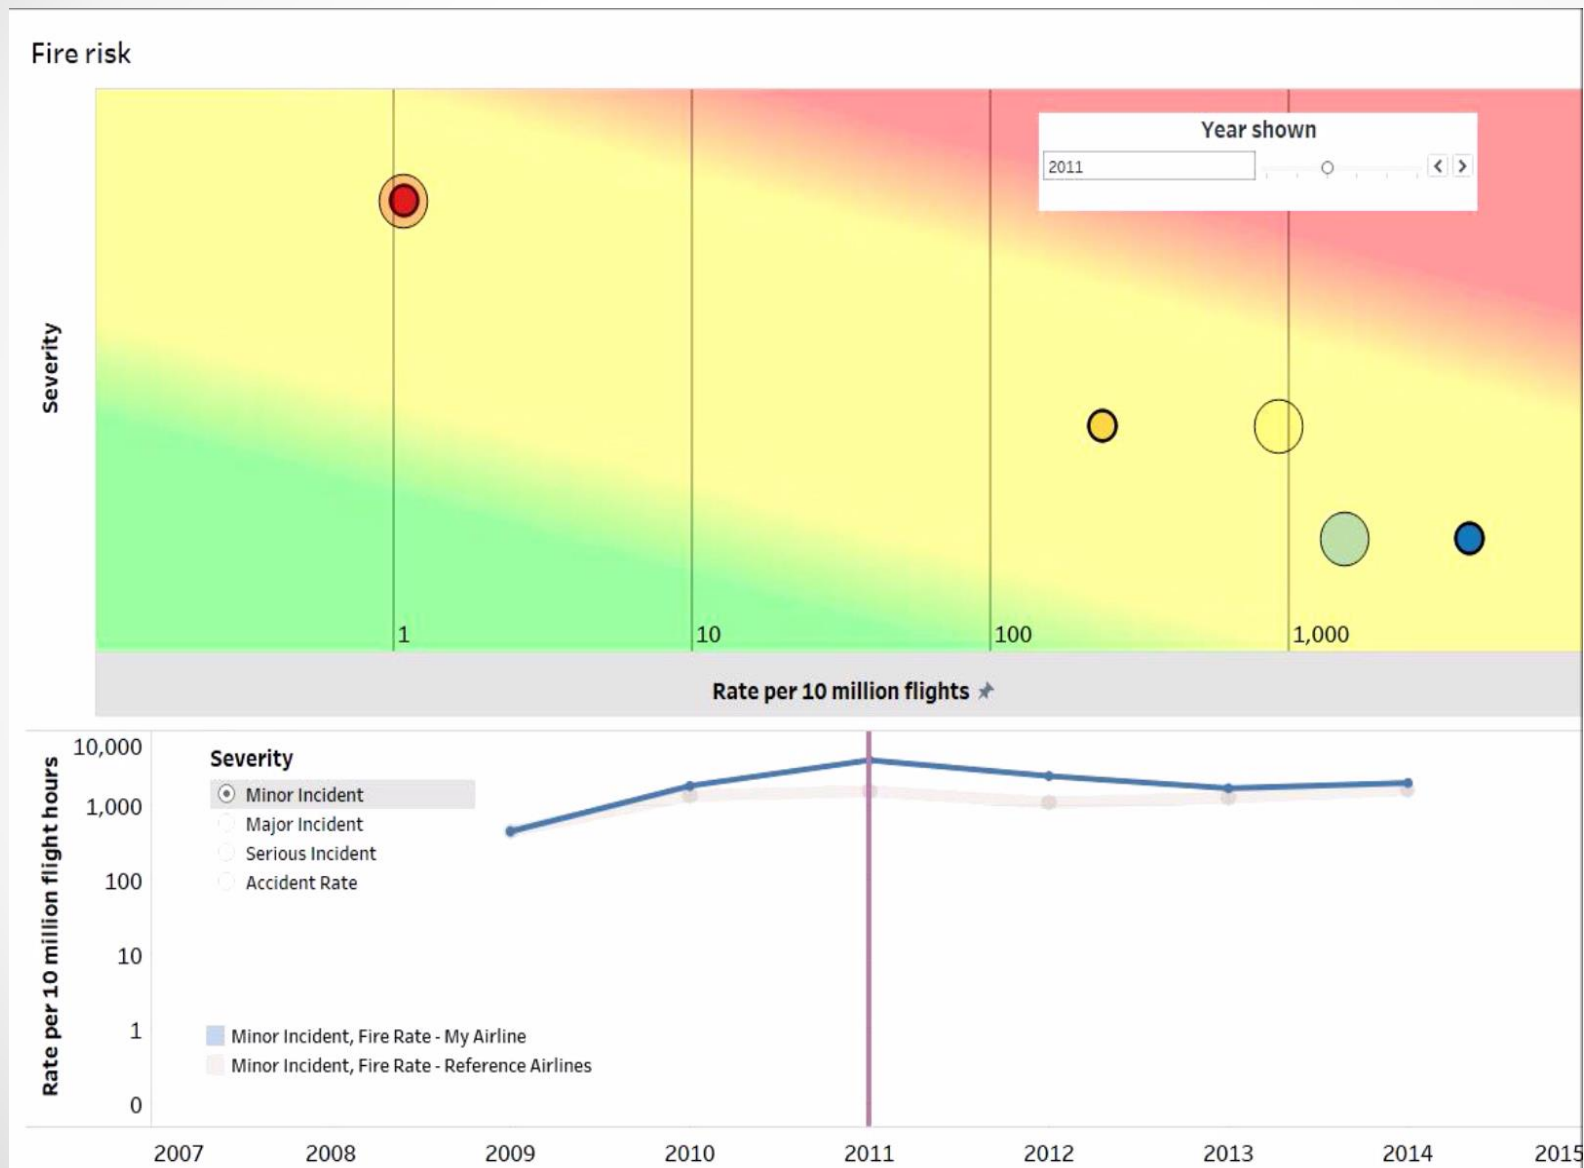 Fire risk
Year shown
2011
Severity
1
10
100
1,000
Rate per 10 million flights
Rate per 10 million flight hours
10,000
1,000
100
10
1
0
Severity
Minor Incident
Major Incident
Serious Incident
Accident Rate
Minor Incident, Fire Rate - My Airline
Minor Incident, Fire Rate - Reference Airlines
2007
2008
2009
2010
2011
2012
2013
2014
2015